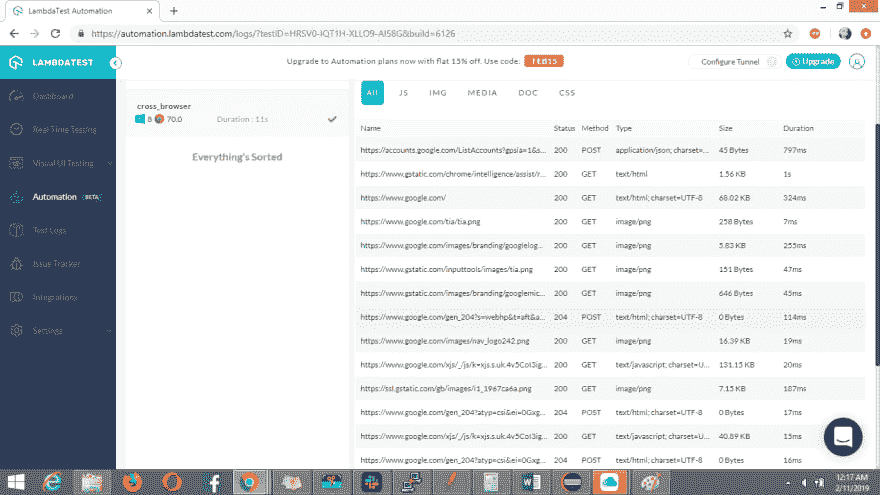 LambdaTest Automation
https://automation.lambdatest.com/logs/?testID=HRSV0-IQT1H-XLLO9-AI58G&build=6126
LAMBDATEST
Upgrade to Automation plans now with flat 15% off. Use code:
Configure Tunnel
Upgrade
Dashboard
Real Time Testing
Visual UI Testing
Automation BETA
Test Logs
Issue Tracker
Integrations
Settings
cross_browser
8 70.0 Duration : 11s
Everything's Sorted
All JS IMG MEDIA DOC CSS
Name Status Method Type Size Duration
https://accounts.google.com/ListAccounts?gpsia=1&s... 200 POST application/json; charset=... 45 Bytes 797ms
https://www.gstatic.com/chrome/intelligence/assist/r... 200 GET text/html 1.56 KB 1s
https://www.google.com/ 200 GET text/html; charset=UTF-8 68.02 KB 324ms
https://www.google.com/tia/tia.png 200 GET image/png 258 Bytes 7ms
https://www.google.com/images/branding/googlelog... 200 GET image/png 5.83 KB 255ms
https://www.gstatic.com/inputtools/images/tia.png 200 GET image/png 151 Bytes 47ms
https://www.gstatic.com/images/branding/googlemic... 200 GET image/png 646 Bytes 45ms
https://www.google.com/gen_204?s=webhp&t=aft&a... 204 POST text/html; charset=UTF-8 0 Bytes 114ms
https://www.google.com/images/nav_logo242.png 200 GET image/png 16.39 KB 19ms
https://www.google.com/xjs/_/js/k=xjs.s.uk.4v5CoI3ig... 200 GET text/javascript; charset=U... 131.15 KB 20ms
https://ssl.gstatic.com/gb/images/i1_1967ca6a.png 200 GET image/png 7.15 KB 187ms
https://www.google.com/gen_204?atyp=csi&ei=0Gxg... 204 POST text/html; charset=UTF-8 0 Bytes 17ms
https://www.google.com/xjs/_/js/k=xjs.s.uk.4v5CoI3ig... 200 GET text/javascript; charset=U... 40.89 KB 15ms
https://www.google.com/gen_204?atyp=csi&ei=0Gxg... 204 POST text/html; charset=UTF-8 0 Bytes 16ms
12:17 AM
2/11/2019